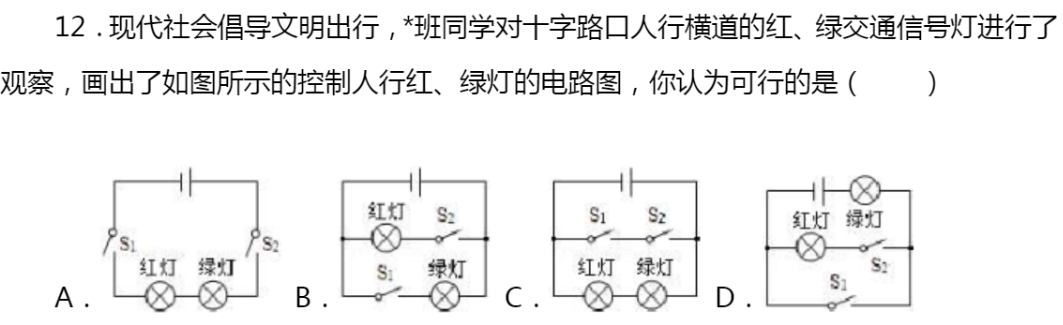 12．现代社会倡导文明出行，*班同学对十字路口人行横道的红、绿交通信号灯进行了
观察，画出了如图所示的控制人行红、绿灯的电路图，你认为可行的是（　　）
A．
S1
S2
红灯 绿灯
B．
红灯 S2
S1 绿灯
C．
S1 S2
红灯 绿灯
D．
红灯 绿灯
S2
S1